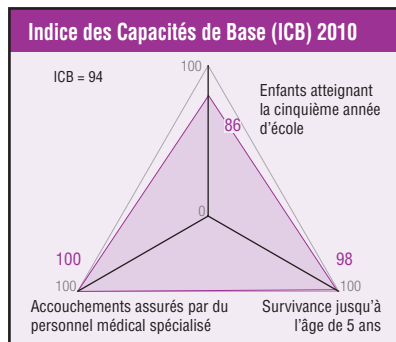 Indice des Capacités de Base (ICB) 2010
100
ICB = 94
Enfants atteignant
la cinquième année
d'école
86
0
100
98
100
100
Accouchements assurés par du
personnel médical spécialisé
Survivance jusqu'à
l'âge de 5 ans